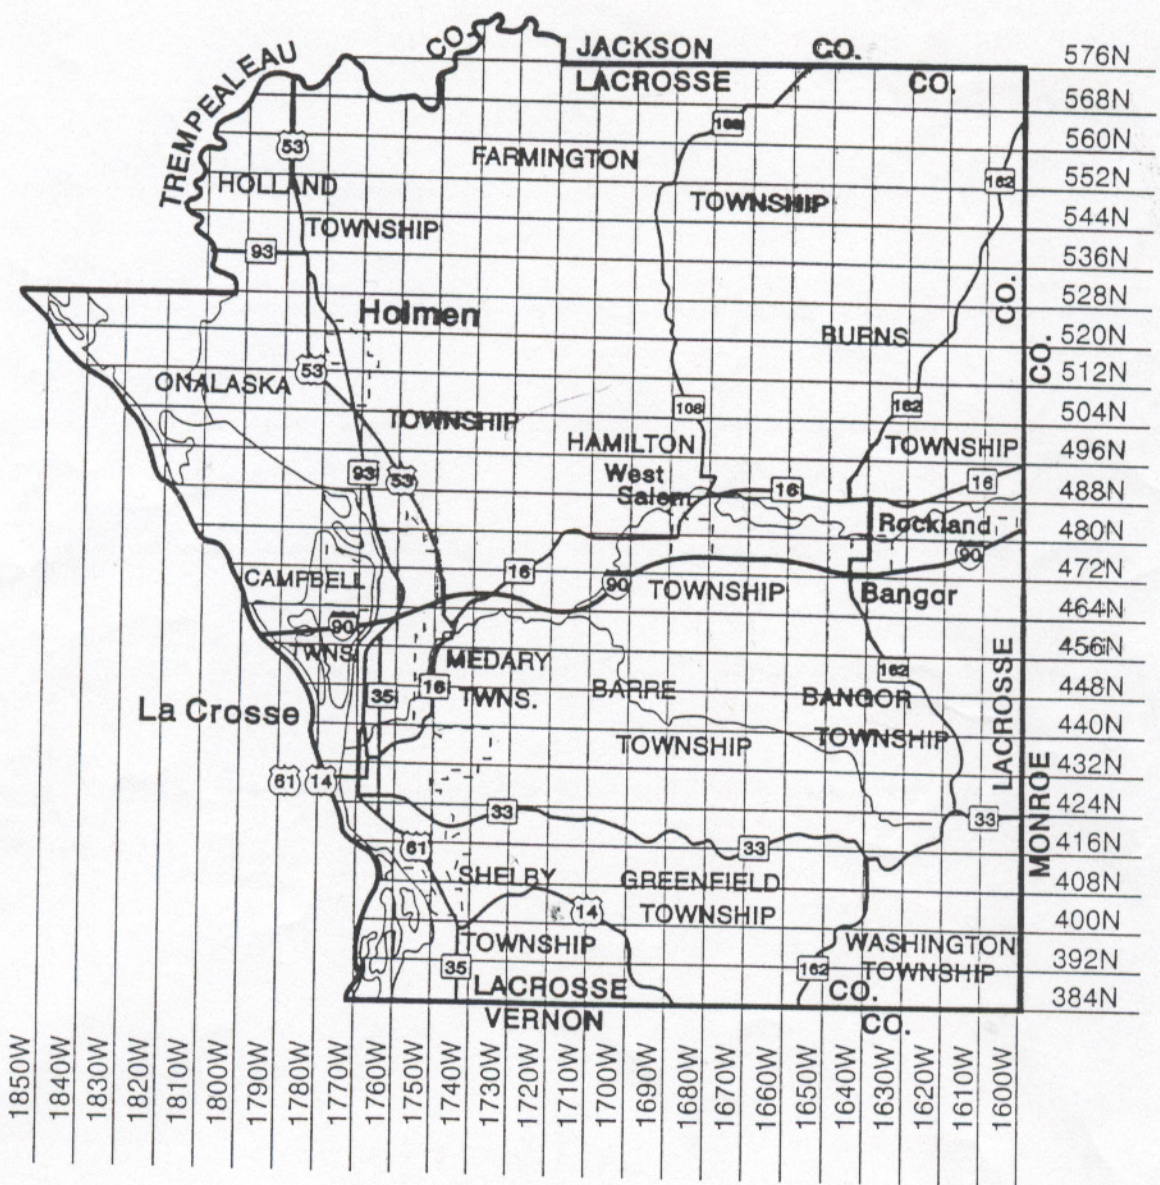 JACKSON CO.
TREMPEALEAU CO.
LACROSSE CO.
576N
568N
108
560N
53
FARMINGTON
162
552N
HOLLAND
TOWNSHIP
544N
TOWNSHIP
93
536N
CO.
528N
Holmen
BURNS
520N
CO.
53
512N
ONALASKA
TOWNSHIP
108
162
504N
HAMILTON
TOWNSHIP
496N
93
53
West
Salem
16
16
488N
Rockland
480N
90
16
90
472N
CAMPBELL
TOWNSHIP
Bangor
464N
90
TWNS.
MEDARY
456N
162
LACROSSE
35
16
TWNS.
BARRE
BANGOR
448N
La Crosse
440N
TOWNSHIP
TOWNSHIP
432N
61
14
MONROE
424N
33
33
61
33
416N
SHELBY
GREENFIELD
408N
14
TOWNSHIP
400N
TOWNSHIP
WASHINGTON
392N
35
162
TOWNSHIP
LACROSSE CO.
384N
VERNON CO.
1850W
1840W
1830W
1820W
1810W
1800W
1790W
1780W
1770W
1760W
1750W
1740W
1730W
1720W
1710W
1700W
1690W
1680W
1670W
1660W
1650W
1640W
1630W
1620W
1610W
1600W